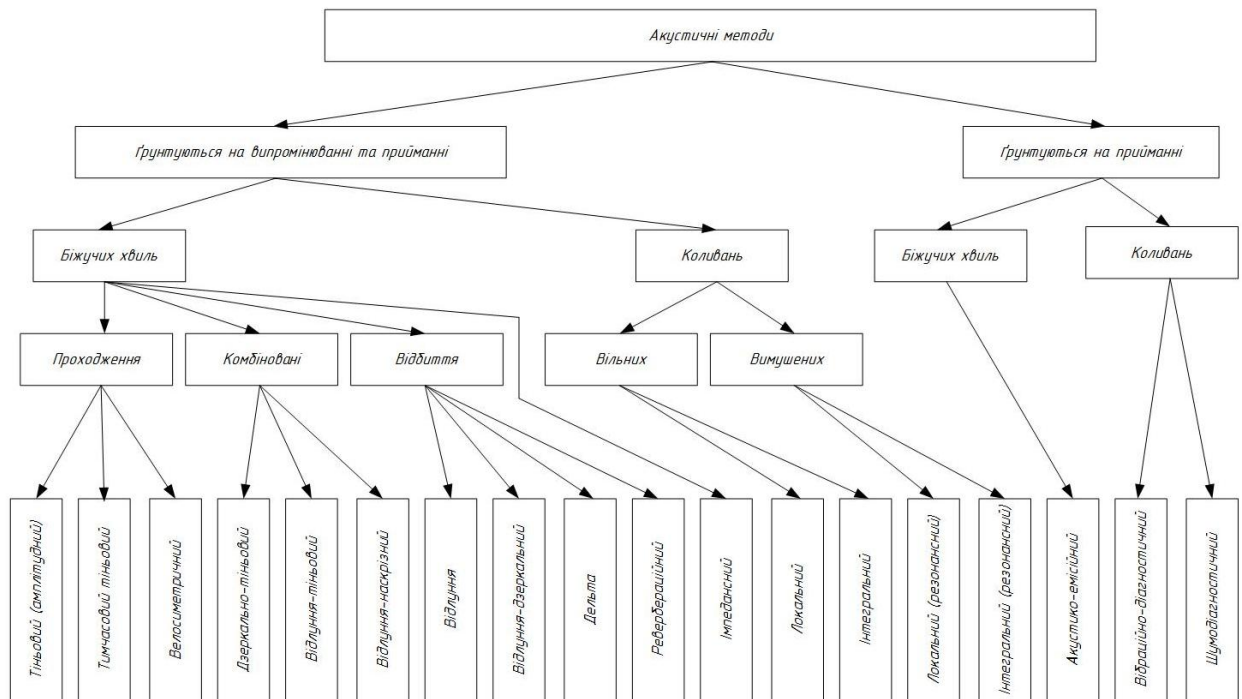 Акустичні методи
Ґрунтуються на випромінюванні та прийманні
Ґрунтуються на прийманні
Біжучих хвиль
Коливань
Біжучих хвиль
Коливань
Проходження
Комбіновані
Відбиття
Вільних
Вимушених
Тіньовий (амплітудний)
Тимчасовий тіньовий
Велосиметричний
Дзеркально-тіньовий
Відлуння-тіньовий
Відлуння-наскрізний
Відлуння
Відлуння-дзеркальний
Дельта
Ревербераційний
Імпедансний
Локальний
Інтегральний
Локальний (резонансний)
Інтегральний (резонансний)
Акустико-емісійний
Вібраційно-діагностичний
Шумодіагностичний